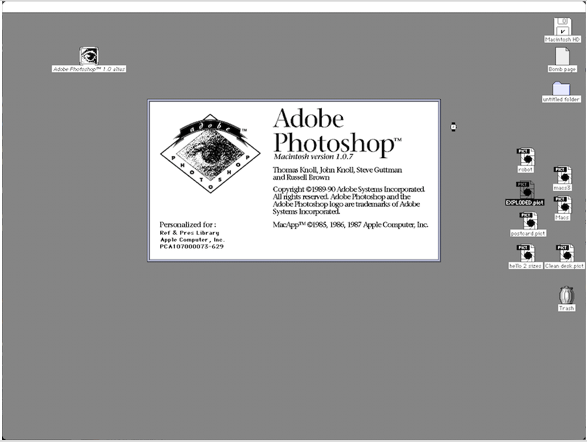 Macintosh HD
Adobe Photoshop™ 1.0 alias
Bomb page
untitled folder
adobe™
PHOTOSHOP
Adobe
Photoshop™
Macintosh version 1.0.7
Thomas Knoll, John Knoll, Steve Guttman
and Russell Brown
Copyright ©1989-90 Adobe Systems Incorporated.
All rights reserved. Adobe Photoshop and the
Adobe Photoshop logo are trademarks of Adobe
Systems Incorporated.
MacApp™ ©1985, 1986, 1987 Apple Computer, Inc.
Personalized for:
Ref & Pres Library
Apple Computer, Inc.
PCA107000073-629
PICT
robot
PICT
PICT
EXPLODED.pict
PICT
Macs
PICT
postcard.pict
PICT
hello 2 sizes
PICT
Clean desk.pict
Trash